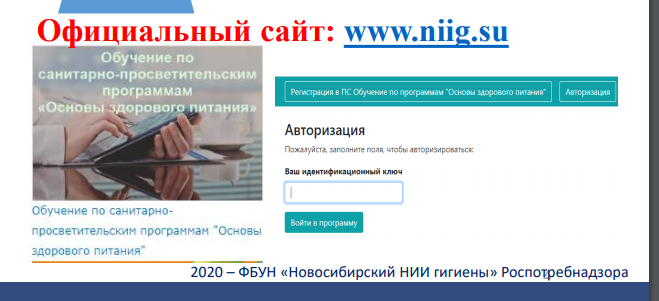 Официальный сайт: www.niig.su
Обучение по
санитарно-просветительским
программам
«Основы здорового питания»
Обучение по санитарно-
просветительским программам "Основы
здорового питания"
Регистрация в ПС Обучение по программам "Основы здорового питания"
Авторизация
Авторизация
Пожалуйста, заполните поля, чтобы авторизироваться:
Ваш идентификационный ключ
Войти в программу
2020 – ФБУН «Новосибирский НИИ гигиены» Роспотребнадзора